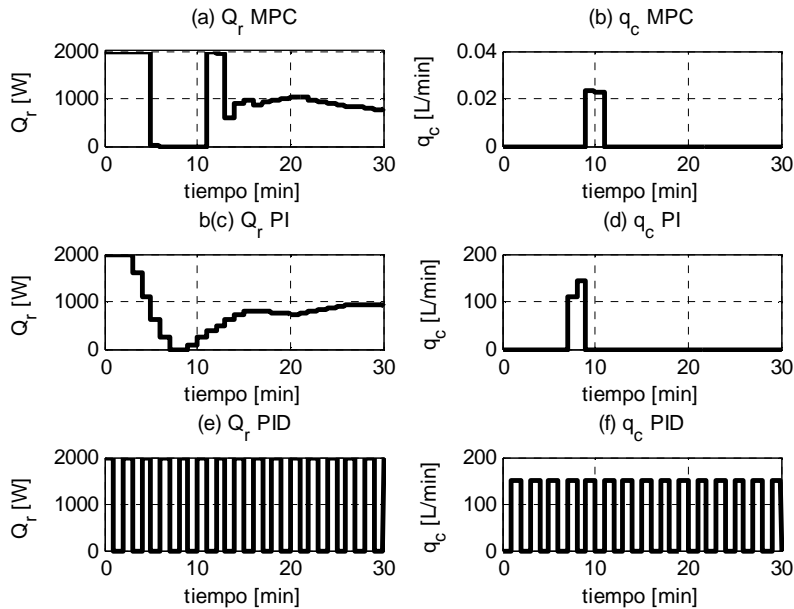 (a) Q_r MPC
(b) q_c MPC
Q_r [W]
2000
1000
0
0 10 20 30
tiempo [min]
q_c [L/min]
0.04
0.02
0
0 10 20 30
tiempo [min]
b(c) Q_r PI
(d) q_c PI
Q_r [W]
2000
1000
0
0 10 20 30
tiempo [min]
q_c [L/min]
200
100
0
0 10 20 30
tiempo [min]
(e) Q_r PID
(f) q_c PID
Q_r [W]
2000
1000
0
0 10 20 30
tiempo [min]
q_c [L/min]
200
100
0
0 10 20 30
tiempo [min]